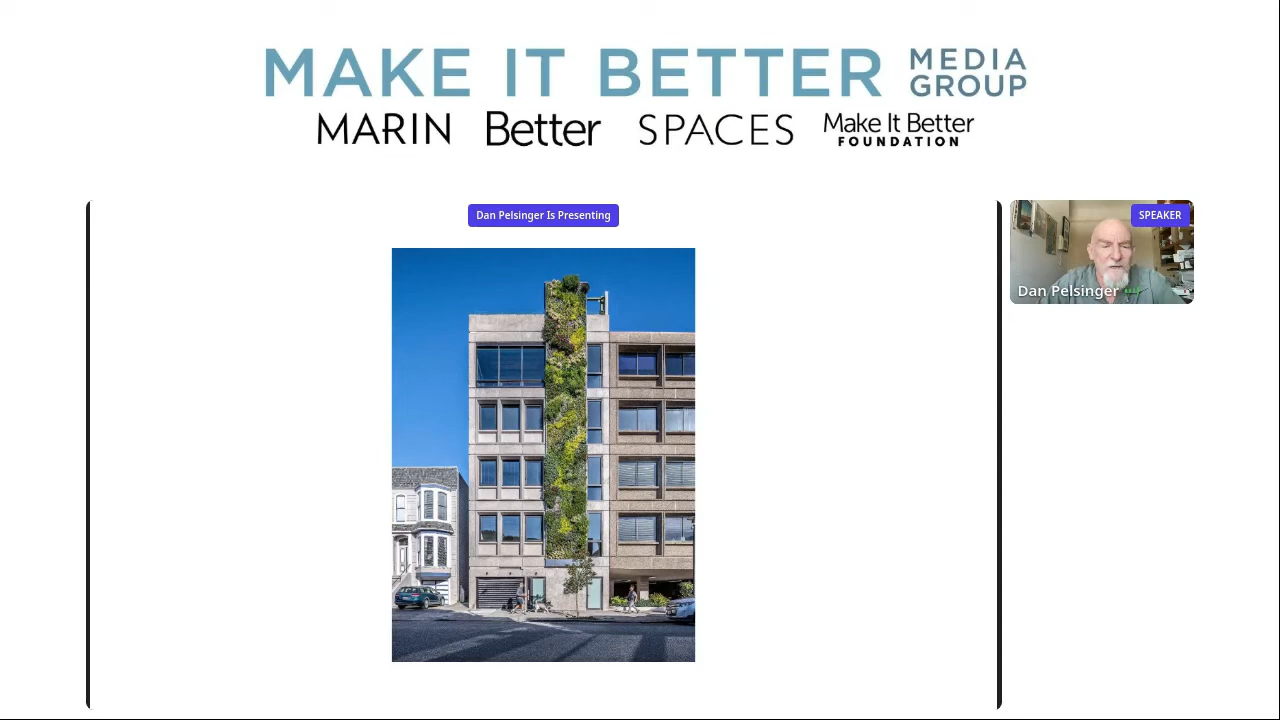 MAKE IT BETTER MEDIA GROUP
MARIN Better SPACES Make It Better FOUNDATION
Dan Pelsinger Is Presenting
SPEAKER
Dan Pelsinger